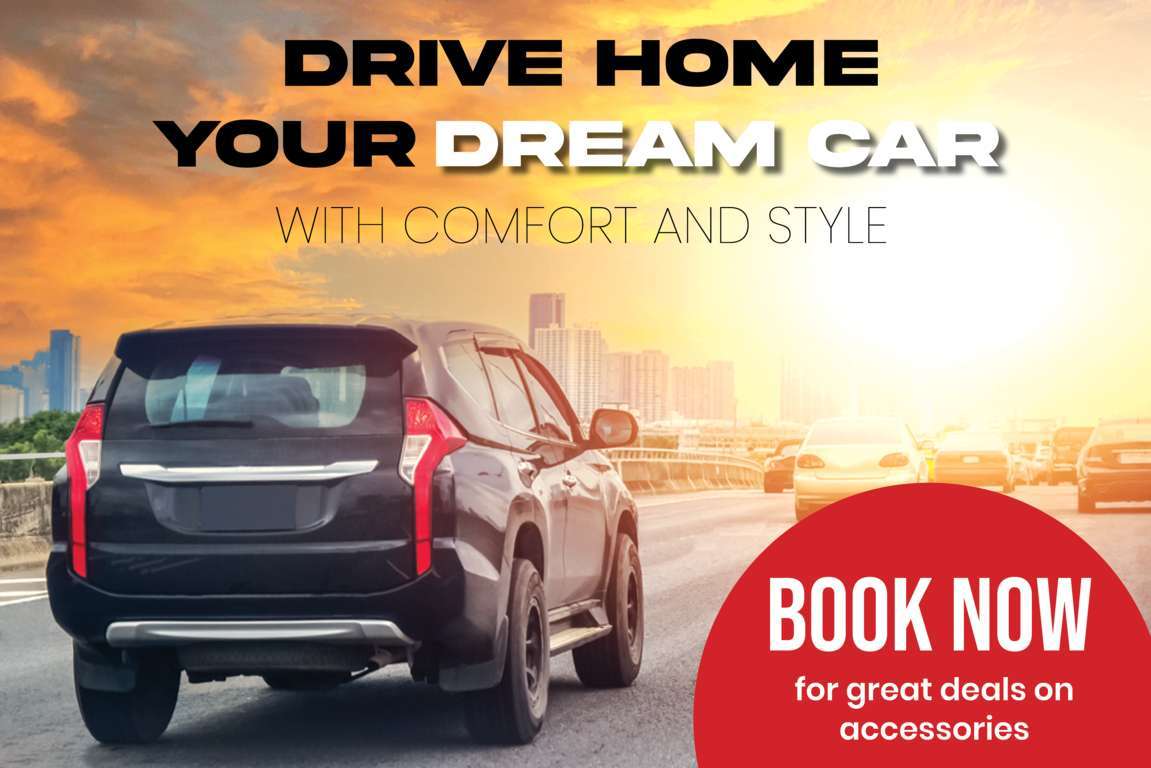 DRIVE HOME
YOUR DREAM CAR
WITH COMFORT AND STYLE
BOOK NOW
for great deals on
accessories